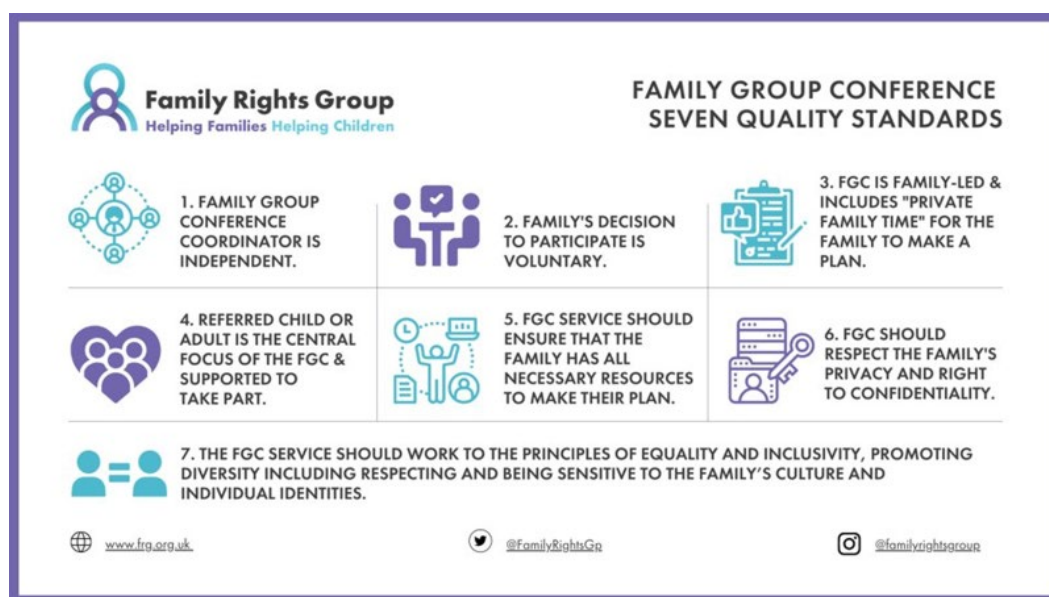 Family Rights Group
Helping Families Helping Children
FAMILY GROUP CONFERENCE
SEVEN QUALITY STANDARDS
1. FAMILY GROUP
CONFERENCE
COORDINATOR IS
INDEPENDENT.
2. FAMILY'S DECISION
TO PARTICIPATE IS
VOLUNTARY.
3. FGC IS FAMILY-LED &
INCLUDES "PRIVATE
FAMILY TIME" FOR THE
FAMILY TO MAKE A
PLAN.
4. REFERRED CHILD OR
ADULT IS THE CENTRAL
FOCUS OF THE FGC &
SUPPORTED TO
TAKE PART.
5. FGC SERVICE SHOULD
ENSURE THAT THE
FAMILY HAS ALL
NECESSARY RESOURCES
TO MAKE THEIR PLAN.
6. FGC SHOULD
RESPECT THE FAMILY'S
PRIVACY AND RIGHT
TO CONFIDENTIALITY.
7. THE FGC SERVICE SHOULD WORK TO THE PRINCIPLES OF EQUALITY AND INCLUSIVITY, PROMOTING
DIVERSITY INCLUDING RESPECTING AND BEING SENSITIVE TO THE FAMILY’S CULTURE AND
INDIVIDUAL IDENTITIES.
www.frg.org.uk
@FamilyRightsGp
@familyrightsgroup